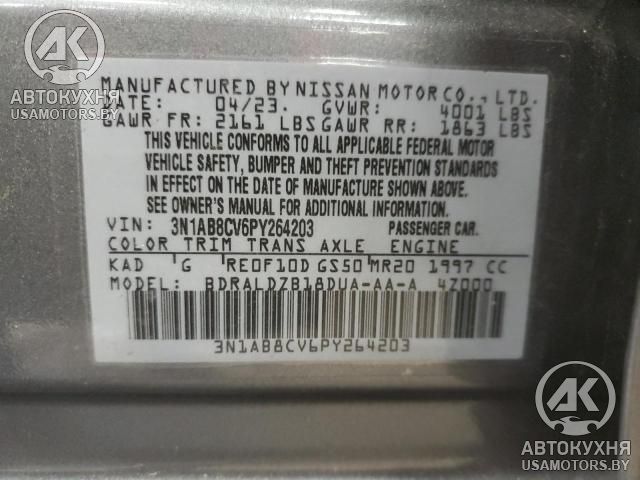 AK
АВТОКУХНЯ
USAMOTORS.BY
MANUFACTURED BY NISSAN MOTOR CO., LTD.
DATE: 04/23. GVWR: 4001 LBS
GAWR FR: 2161 LBS GAWR RR: 1863 LBS
THIS VEHICLE CONFORMS TO ALL APPLICABLE FEDERAL MOTOR
VEHICLE SAFETY, BUMPER AND THEFT PREVENTION STANDARDS
IN EFFECT ON THE DATE OF MANUFACTURE SHOWN ABOVE.
SEE OWNER'S MANUAL FOR ADDITIONAL INFORMATION.
VIN: 3N1AB8CV6PY264203 PASSENGER CAR.
COLOR TRIM TRANS AXLE ENGINE
KAD G RE0F10D GS50 MR20 1997 CC
MODEL: BDRALDZB18DUA-AA-A 4Z000
3N1AB8CV6PY264203
AK
АВТОКУХНЯ
USAMOTORS.BY